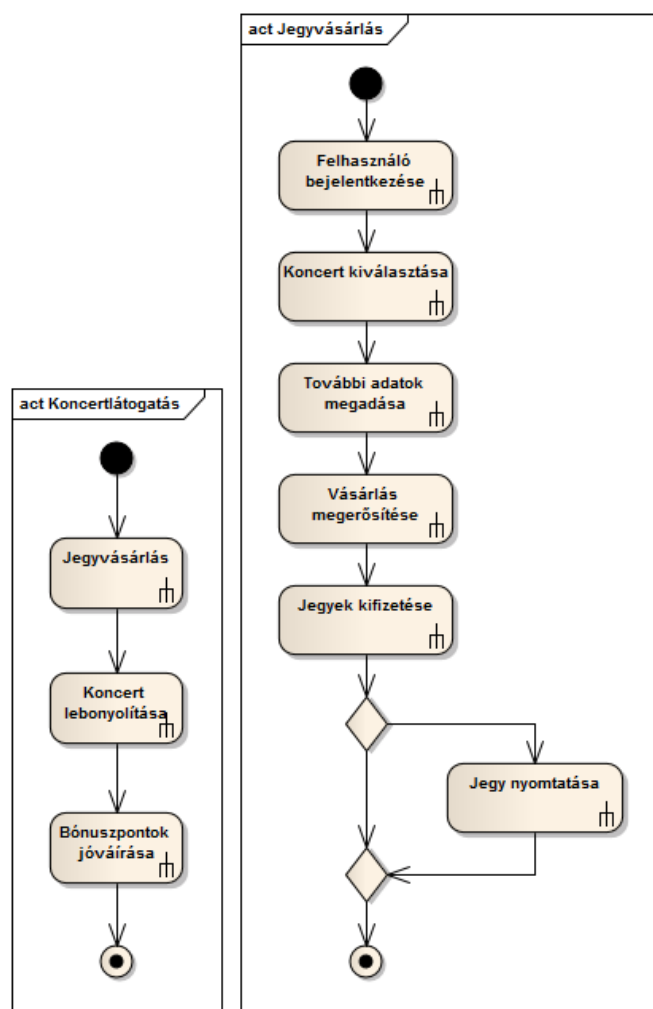 act Koncertlátogatás
Jegyvásárlás
Koncert
lebonyolítása
Bónuszpontok
jóváírása
act Jegyvásárlás
Felhasználó
bejelentkezése
Koncert kiválasztása
További adatok
megadása
Vásárlás
megerősítése
Jegyek kifizetése
Jegy nyomtatása